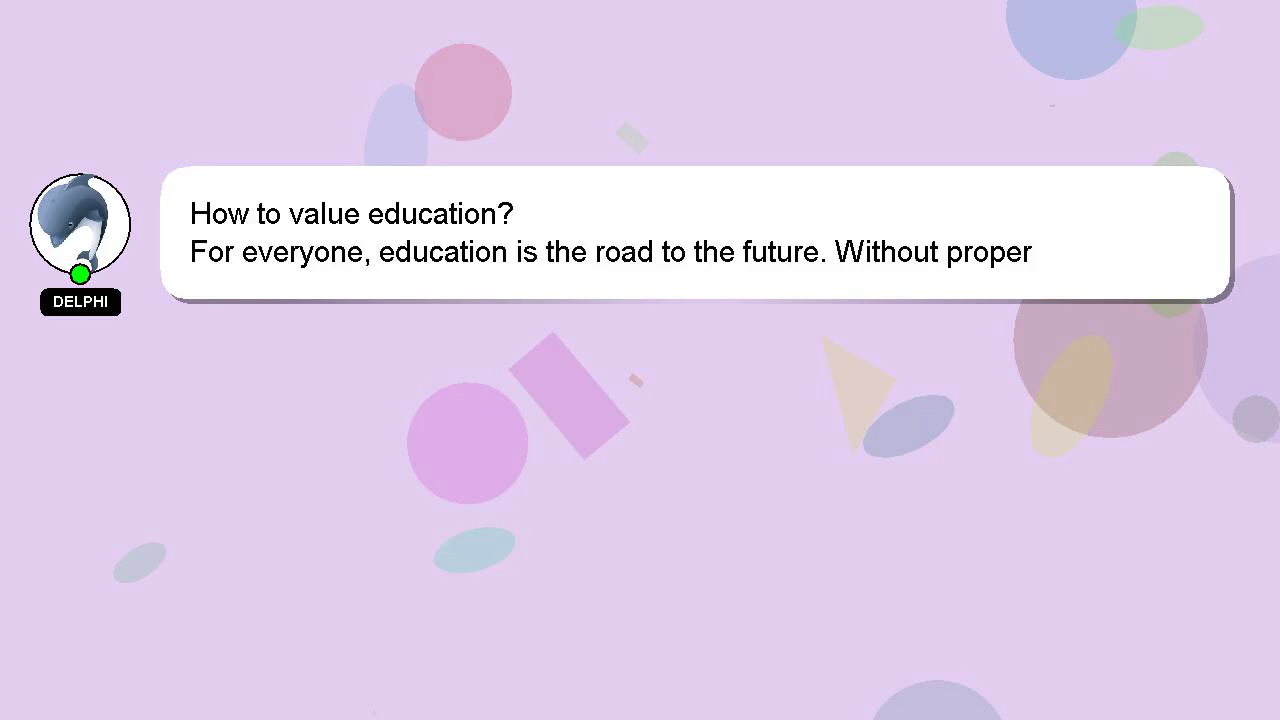 How to value education?
For everyone, education is the road to the future. Without proper
DELPHI